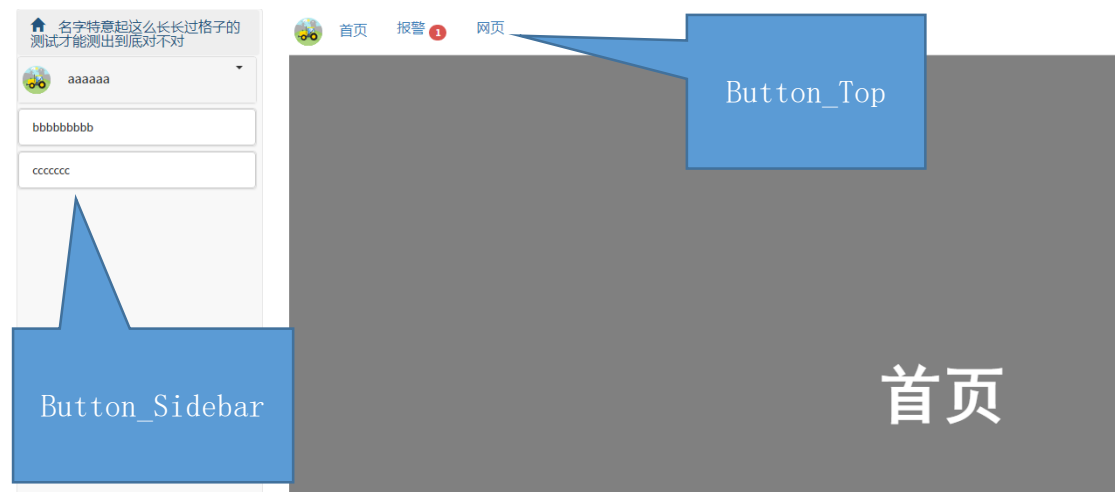 名字特意起这么长长过格子的
测试才能测出到底对不对
aaaaaa
bbbbbbbbb
ccccccc
Button_Sidebar
首页
报警 1
网页
Button_Top
首页